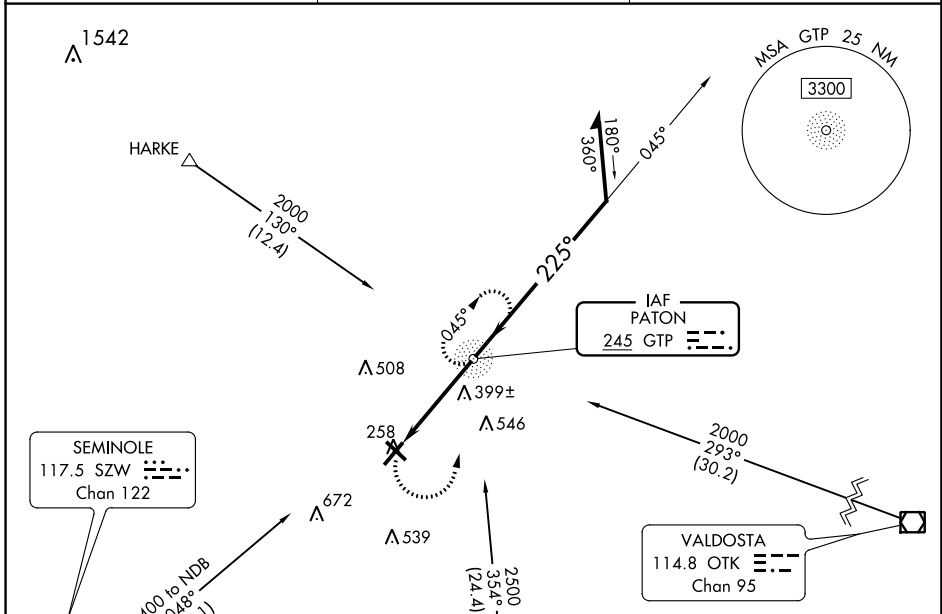 1542
MSA GTP 25 NM
3300
HARKE
2000
130°
(12.4)
180°
360°
045°
225°
045°
IAF
PATON
245 GTP
508
399±
546
258
SEMINOLE
117.5 SZW
Chan 122
672
539
2000
293°
(30.2)
VALDOSTA
114.8 OTK
Chan 95
400 to NDB
048°
1)
2500
354°
(24.4)